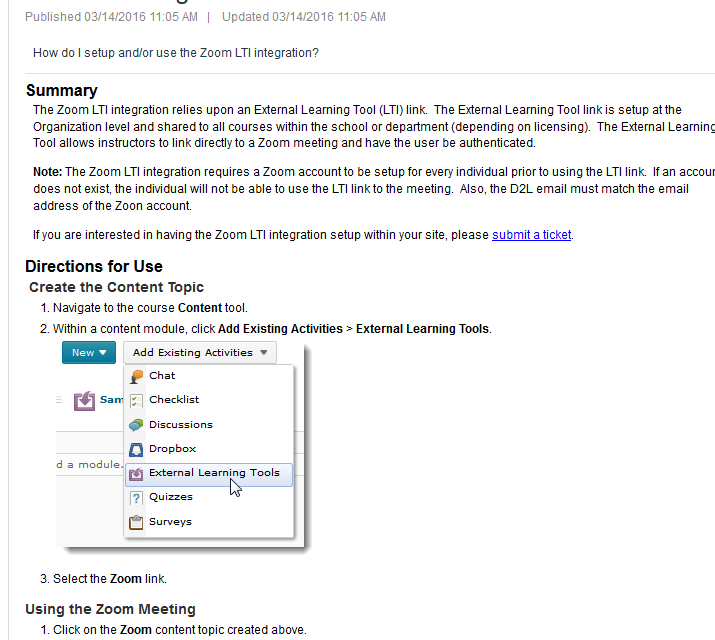 Published 03/14/2016 11:05 AM | Updated 03/14/2016 11:05 AM
How do I setup and/or use the Zoom LTI integration?
Summary
The Zoom LTI integration relies upon an External Learning Tool (LTI) link. The External Learning Tool link is setup at the
Organization level and shared to all courses within the school or department (depending on licensing). The External Learning
Tool allows instructors to link directly to a Zoom meeting and have the user be authenticated.
Note: The Zoom LTI integration requires a Zoom account to be setup for every individual prior to using the LTI link. If an accour
does not exist, the individual will not be able to use the LTI link to the meeting. Also, the D2L email must match the email
address of the Zoon account.
If you are interested in having the Zoom LTI integration setup within your site, please submit a ticket.
Directions for Use
Create the Content Topic
1. Navigate to the course Content tool.
2. Within a content module, click Add Existing Activities > External Learning Tools.
New Add Existing Activities
Chat
Sam Checklist
Discussions
Dropbox
d a module. External Learning Tools
Quizzes
Surveys
3. Select the Zoom link.
Using the Zoom Meeting
1. Click on the Zoom content topic created above.